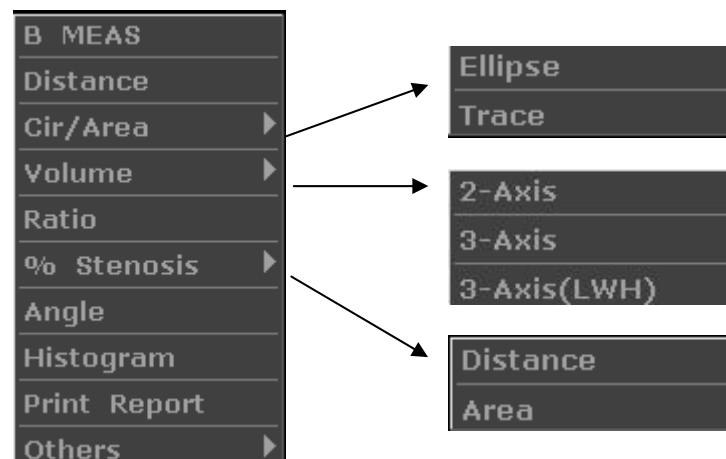 B MEAS
Distance
Cir/Area
Volume
Ratio
% Stenosis
Angle
Histogram
Print Report
Others
Ellipse
Trace
2-Axis
3-Axis
3-Axis(LWH)
Distance
Area